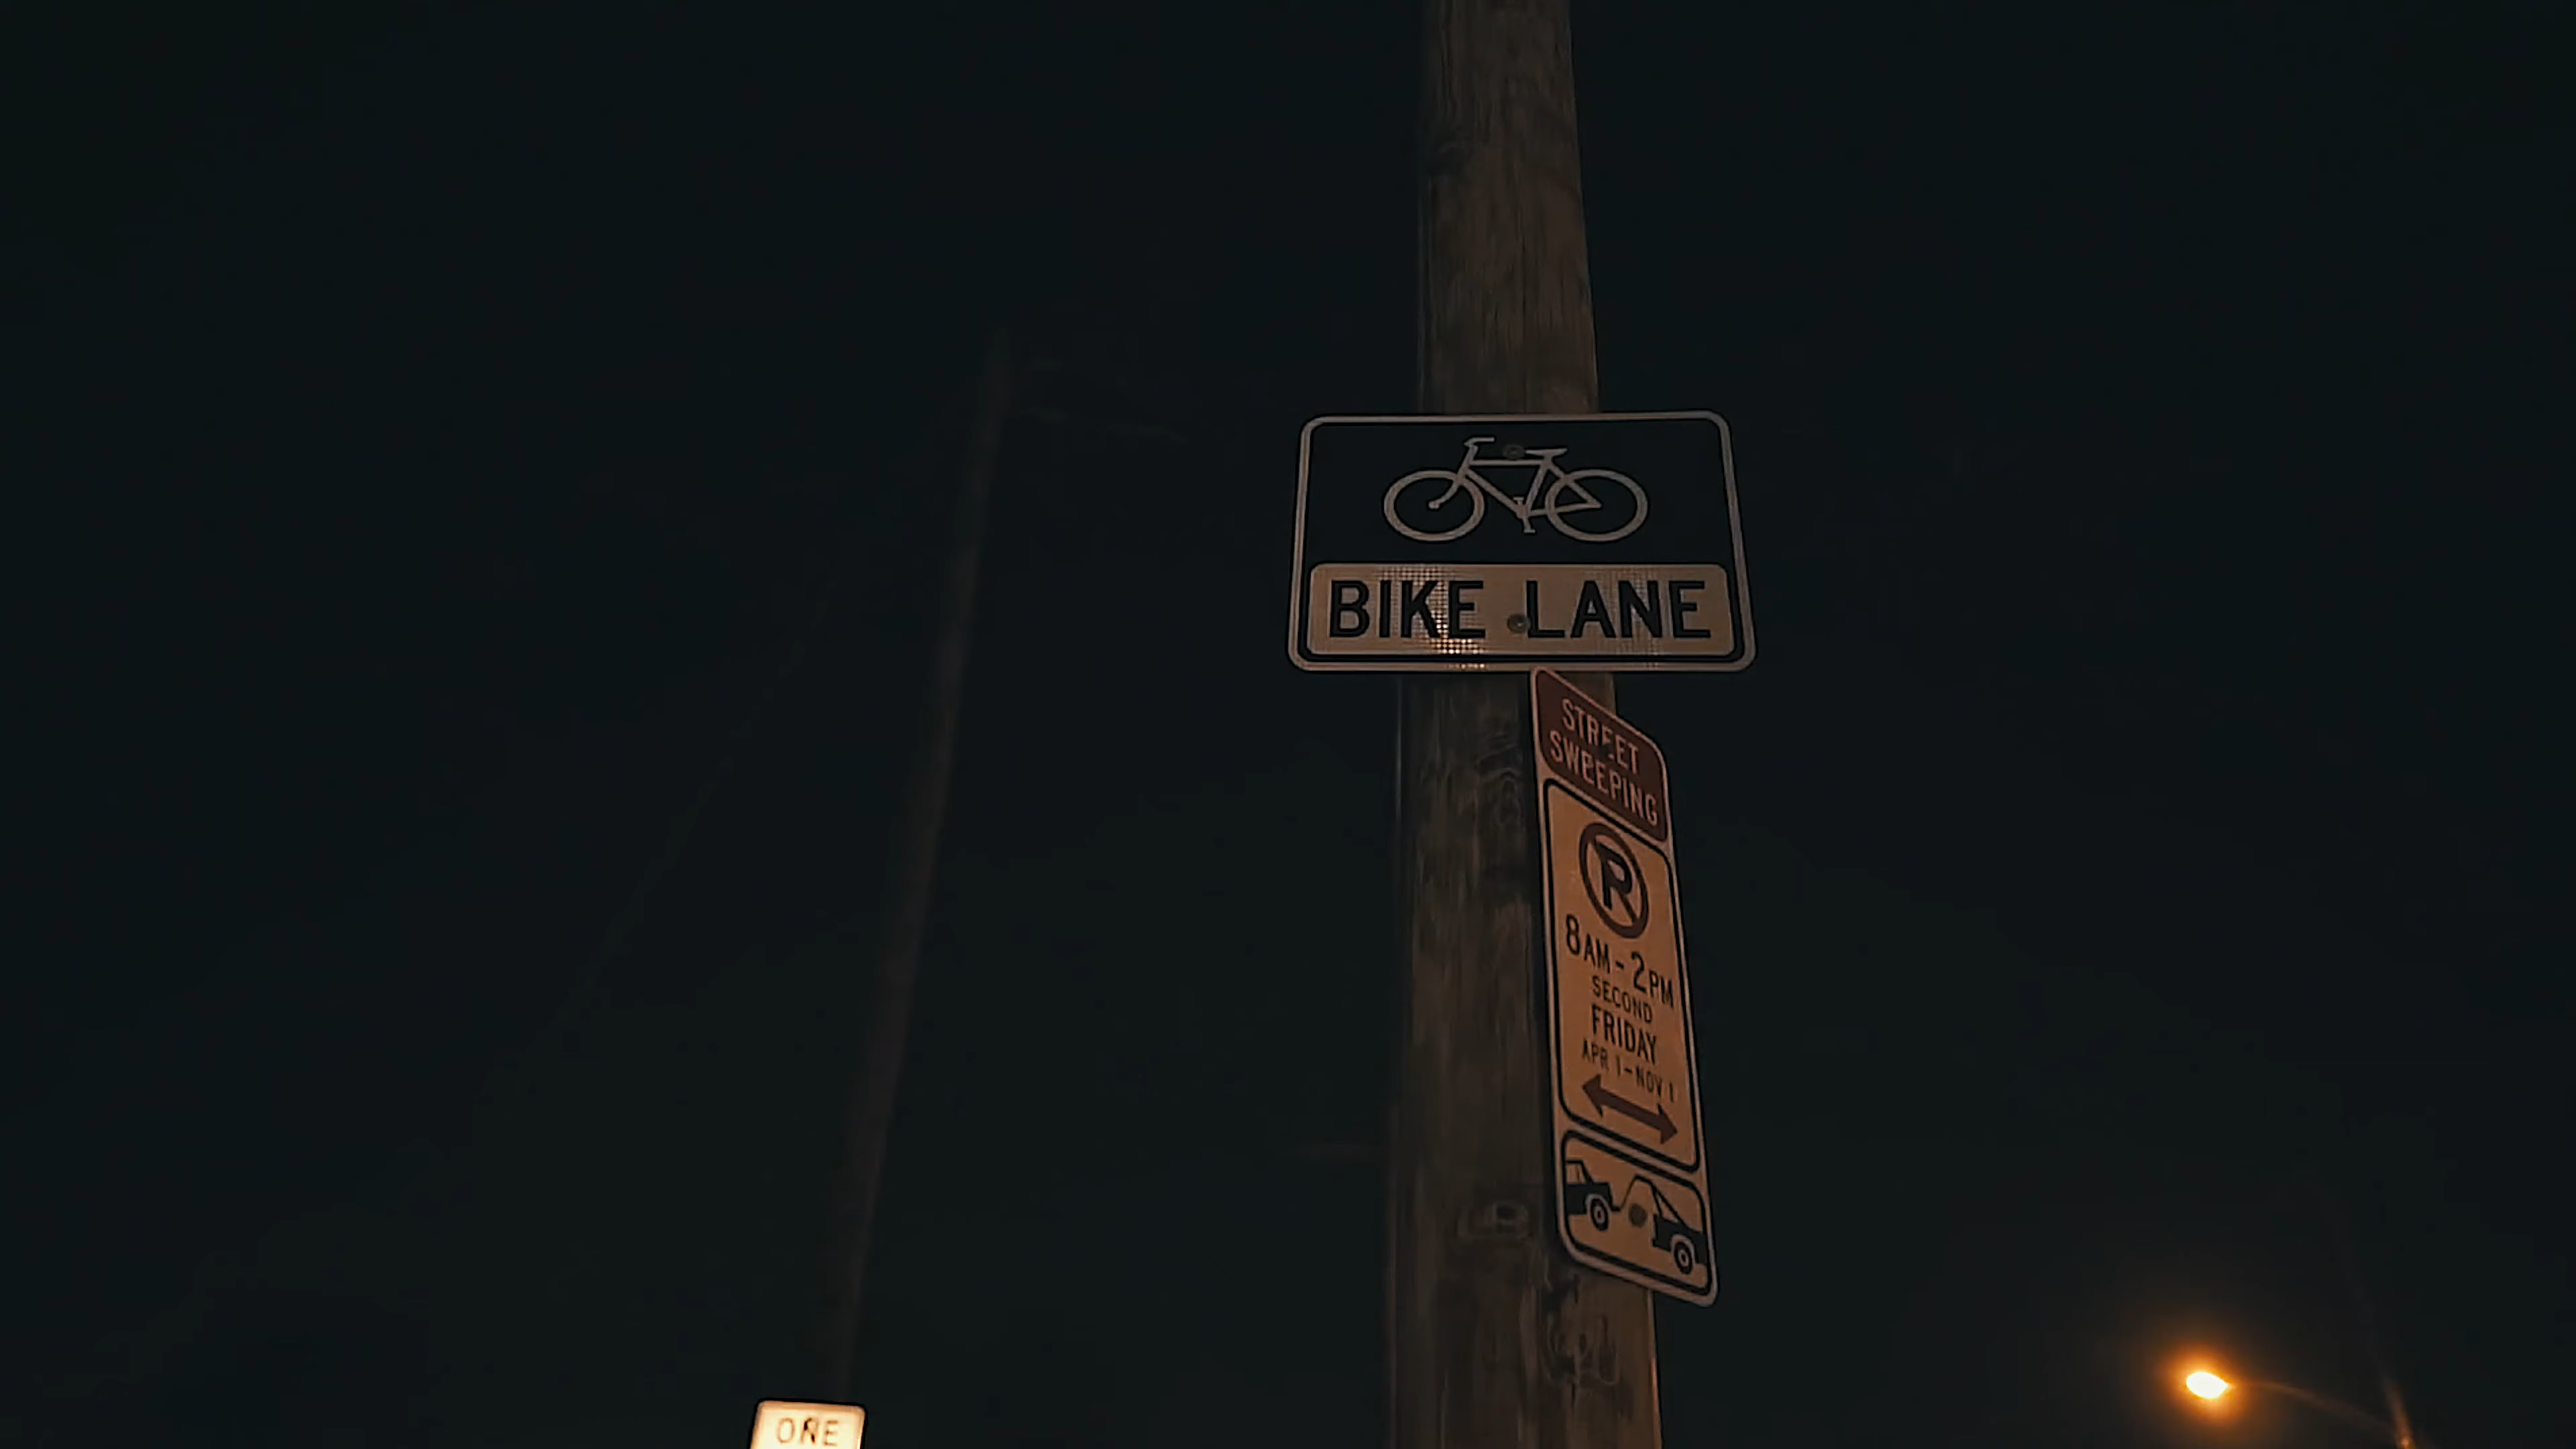 BIKE LANE
STREET
SWEEPING
P
8AM-2PM
SECOND
FRIDAY
APR 1-NOV 1
ONE